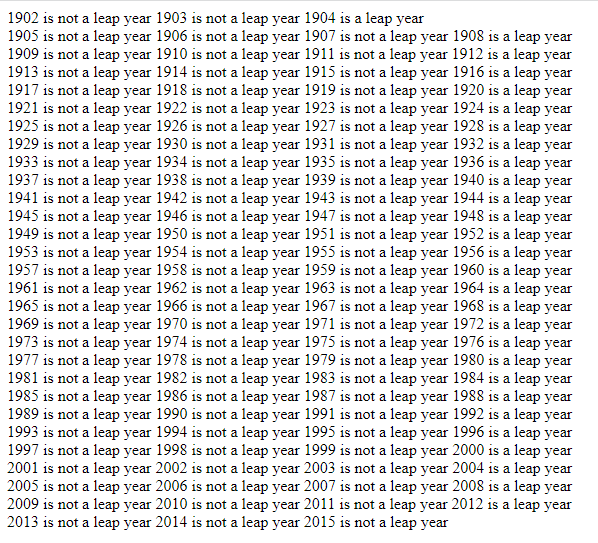 1902 is not a leap year 1903 is not a leap year 1904 is a leap year
1905 is not a leap year 1906 is not a leap year 1907 is not a leap year 1908 is a leap year
1909 is not a leap year 1910 is not a leap year 1911 is not a leap year 1912 is a leap year
1913 is not a leap year 1914 is not a leap year 1915 is not a leap year 1916 is a leap year
1917 is not a leap year 1918 is not a leap year 1919 is not a leap year 1920 is a leap year
1921 is not a leap year 1922 is not a leap year 1923 is not a leap year 1924 is a leap year
1925 is not a leap year 1926 is not a leap year 1927 is not a leap year 1928 is a leap year
1929 is not a leap year 1930 is not a leap year 1931 is not a leap year 1932 is a leap year
1933 is not a leap year 1934 is not a leap year 1935 is not a leap year 1936 is a leap year
1937 is not a leap year 1938 is not a leap year 1939 is not a leap year 1940 is a leap year
1941 is not a leap year 1942 is not a leap year 1943 is not a leap year 1944 is a leap year
1945 is not a leap year 1946 is not a leap year 1947 is not a leap year 1948 is a leap year
1949 is not a leap year 1950 is not a leap year 1951 is not a leap year 1952 is a leap year
1953 is not a leap year 1954 is not a leap year 1955 is not a leap year 1956 is a leap year
1957 is not a leap year 1958 is not a leap year 1959 is not a leap year 1960 is a leap year
1961 is not a leap year 1962 is not a leap year 1963 is not a leap year 1964 is a leap year
1965 is not a leap year 1966 is not a leap year 1967 is not a leap year 1968 is a leap year
1969 is not a leap year 1970 is not a leap year 1971 is not a leap year 1972 is a leap year
1973 is not a leap year 1974 is not a leap year 1975 is not a leap year 1976 is a leap year
1977 is not a leap year 1978 is not a leap year 1979 is not a leap year 1980 is a leap year
1981 is not a leap year 1982 is not a leap year 1983 is not a leap year 1984 is a leap year
1985 is not a leap year 1986 is not a leap year 1987 is not a leap year 1988 is a leap year
1989 is not a leap year 1990 is not a leap year 1991 is not a leap year 1992 is a leap year
1993 is not a leap year 1994 is not a leap year 1995 is not a leap year 1996 is a leap year
1997 is not a leap year 1998 is not a leap year 1999 is not a leap year 2000 is a leap year
2001 is not a leap year 2002 is not a leap year 2003 is not a leap year 2004 is a leap year
2005 is not a leap year 2006 is not a leap year 2007 is not a leap year 2008 is a leap year
2009 is not a leap year 2010 is not a leap year 2011 is not a leap year 2012 is a leap year
2013 is not a leap year 2014 is not a leap year 2015 is not a leap year